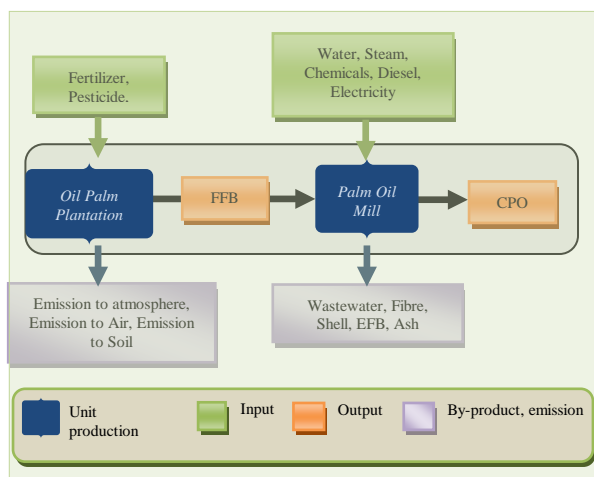 Fertilizer,
Pesticide.
Water, Steam,
Chemicals, Diesel,
Electricity
Oil Palm
Plantation
FFB
Palm Oil
Mill
CPO
Emission to atmosphere,
Emission to Air, Emission
to Soil
Wastewater, Fibre,
Shell, EFB, Ash
Unit
production
Input
Output
By-product, emission